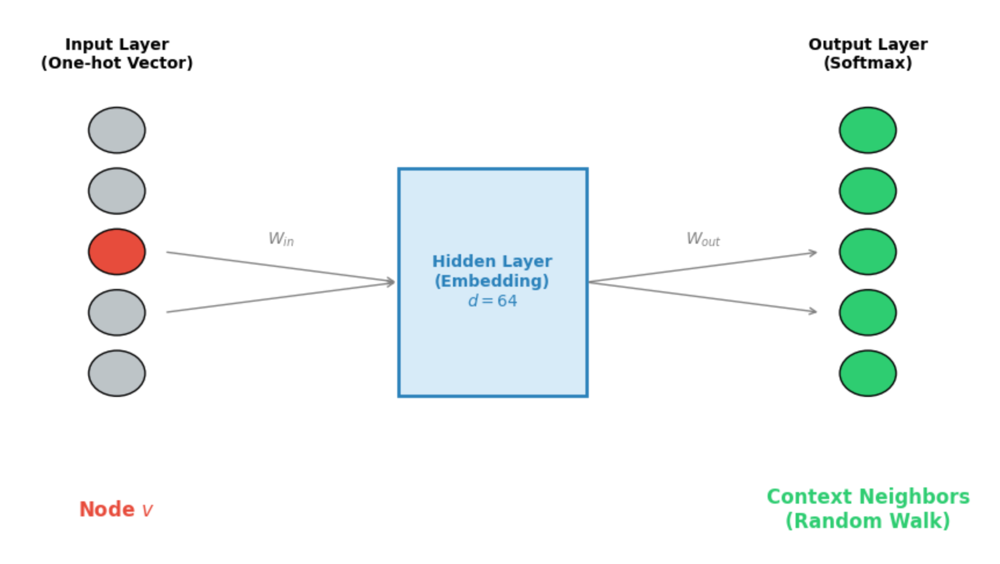 Input Layer
(One-hot Vector)
Output Layer
(Softmax)
W_in
W_out
Hidden Layer
(Embedding)
d = 64
Node v
Context Neighbors
(Random Walk)